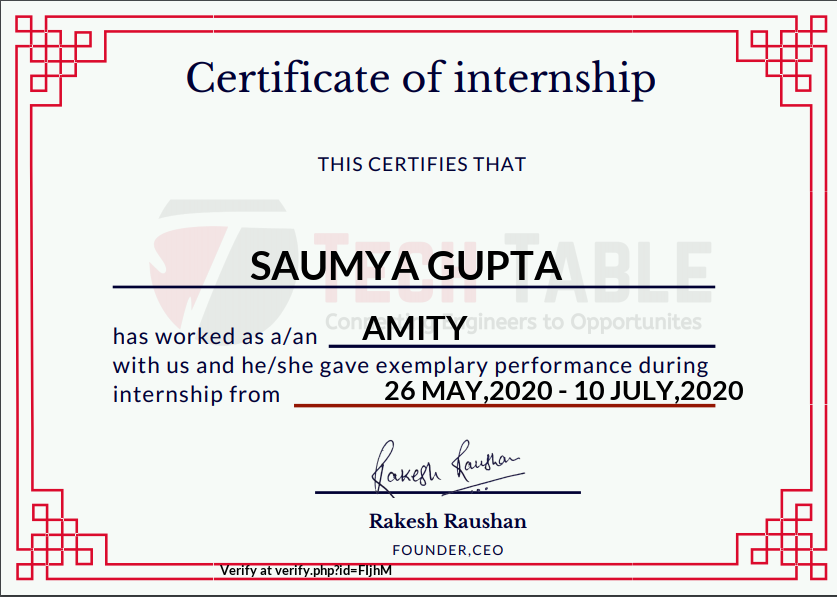 Certificate of internship
THIS CERTIFIES THAT
TECH TABLE
SAUMYA GUPTA
Connecting Engineers to Opportunites
has worked as a/an AMITY
with us and he/she gave exemplary performance during
internship from 26 MAY,2020 - 10 JULY,2020
Rakesh Raushan
Rakesh Raushan
FOUNDER,CEO
Verify at verify.php?id=FIjhM